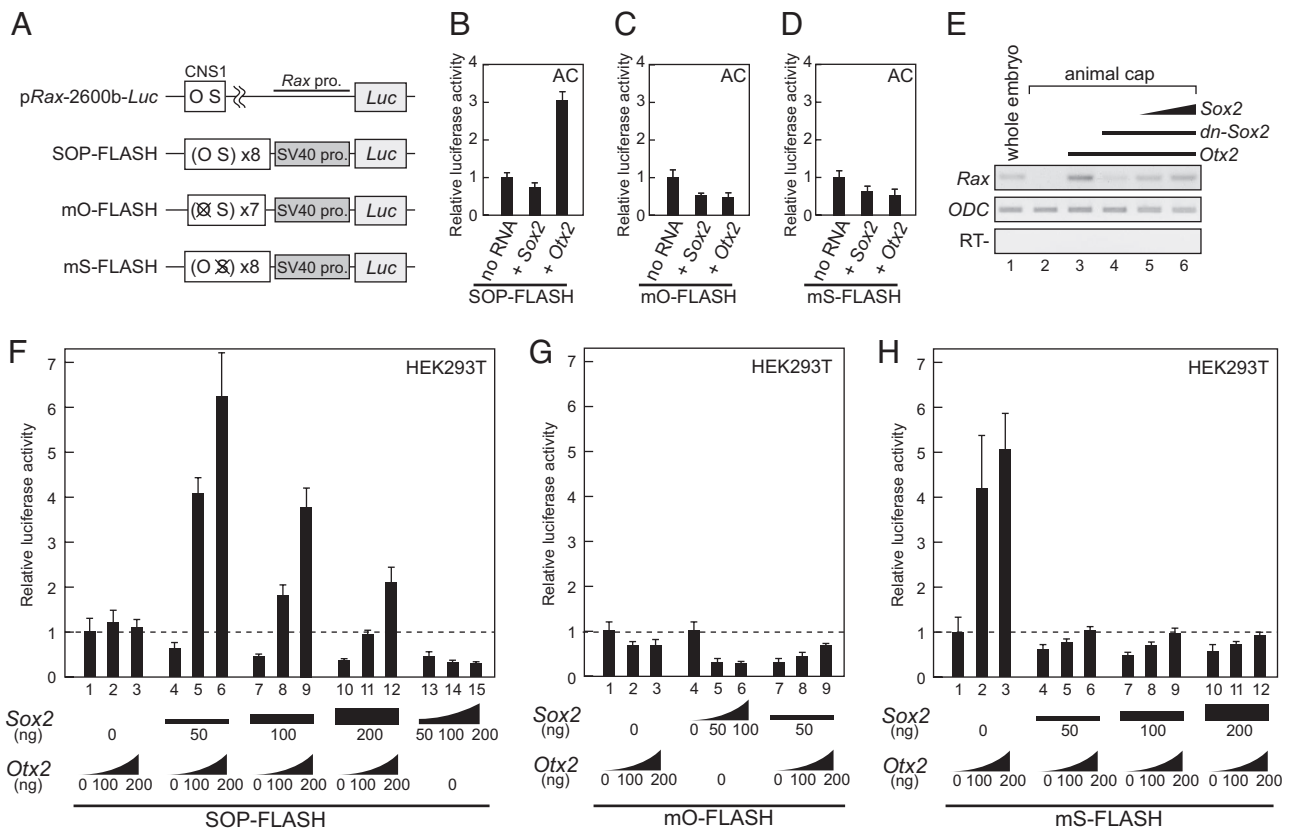 A
CNS1
Rax pro.
pRax-2600b-Luc
O S
Luc
SOP-FLASH
(O S) x8
SV40 pro.
Luc
mO-FLASH
(O S) x7
SV40 pro.
Luc
mS-FLASH
(O S) x8
SV40 pro.
Luc
B
Relative luciferase activity
4
3
2
1
0
AC
no RNA
+ Sox2
+ Otx2
SOP-FLASH
C
Relative luciferase activity
4
3
2
1
0
AC
no RNA
+ Sox2
+ Otx2
mO-FLASH
D
Relative luciferase activity
4
3
2
1
0
AC
no RNA
+ Sox2
+ Otx2
mS-FLASH
E
whole embryo
animal cap
Sox2
dn-Sox2
Otx2
Rax
ODC
RT-
1 2 3 4 5 6
F
Relative luciferase activity
7
6
5
4
3
2
1
0
HEK293T
1 2 3 4 5 6 7 8 9 10 11 12 13 14 15
Sox2 (ng)
0 50 100 200 50 100 200
Otx2 (ng)
0 100 200 0 100 200 0 100 200 0 100 200 0
SOP-FLASH
G
Relative luciferase activity
7
6
5
4
3
2
1
0
HEK293T
1 2 3 4 5 6 7 8 9
Sox2 (ng)
0 0 50 100 50
Otx2 (ng)
0 100 200 0 0 100 200
mO-FLASH
H
Relative luciferase activity
7
6
5
4
3
2
1
0
HEK293T
1 2 3 4 5 6 7 8 9 10 11 12
Sox2 (ng)
0 50 100 200
Otx2 (ng)
0 100 200 0 100 200 0 100 200 0 100 200
mS-FLASH